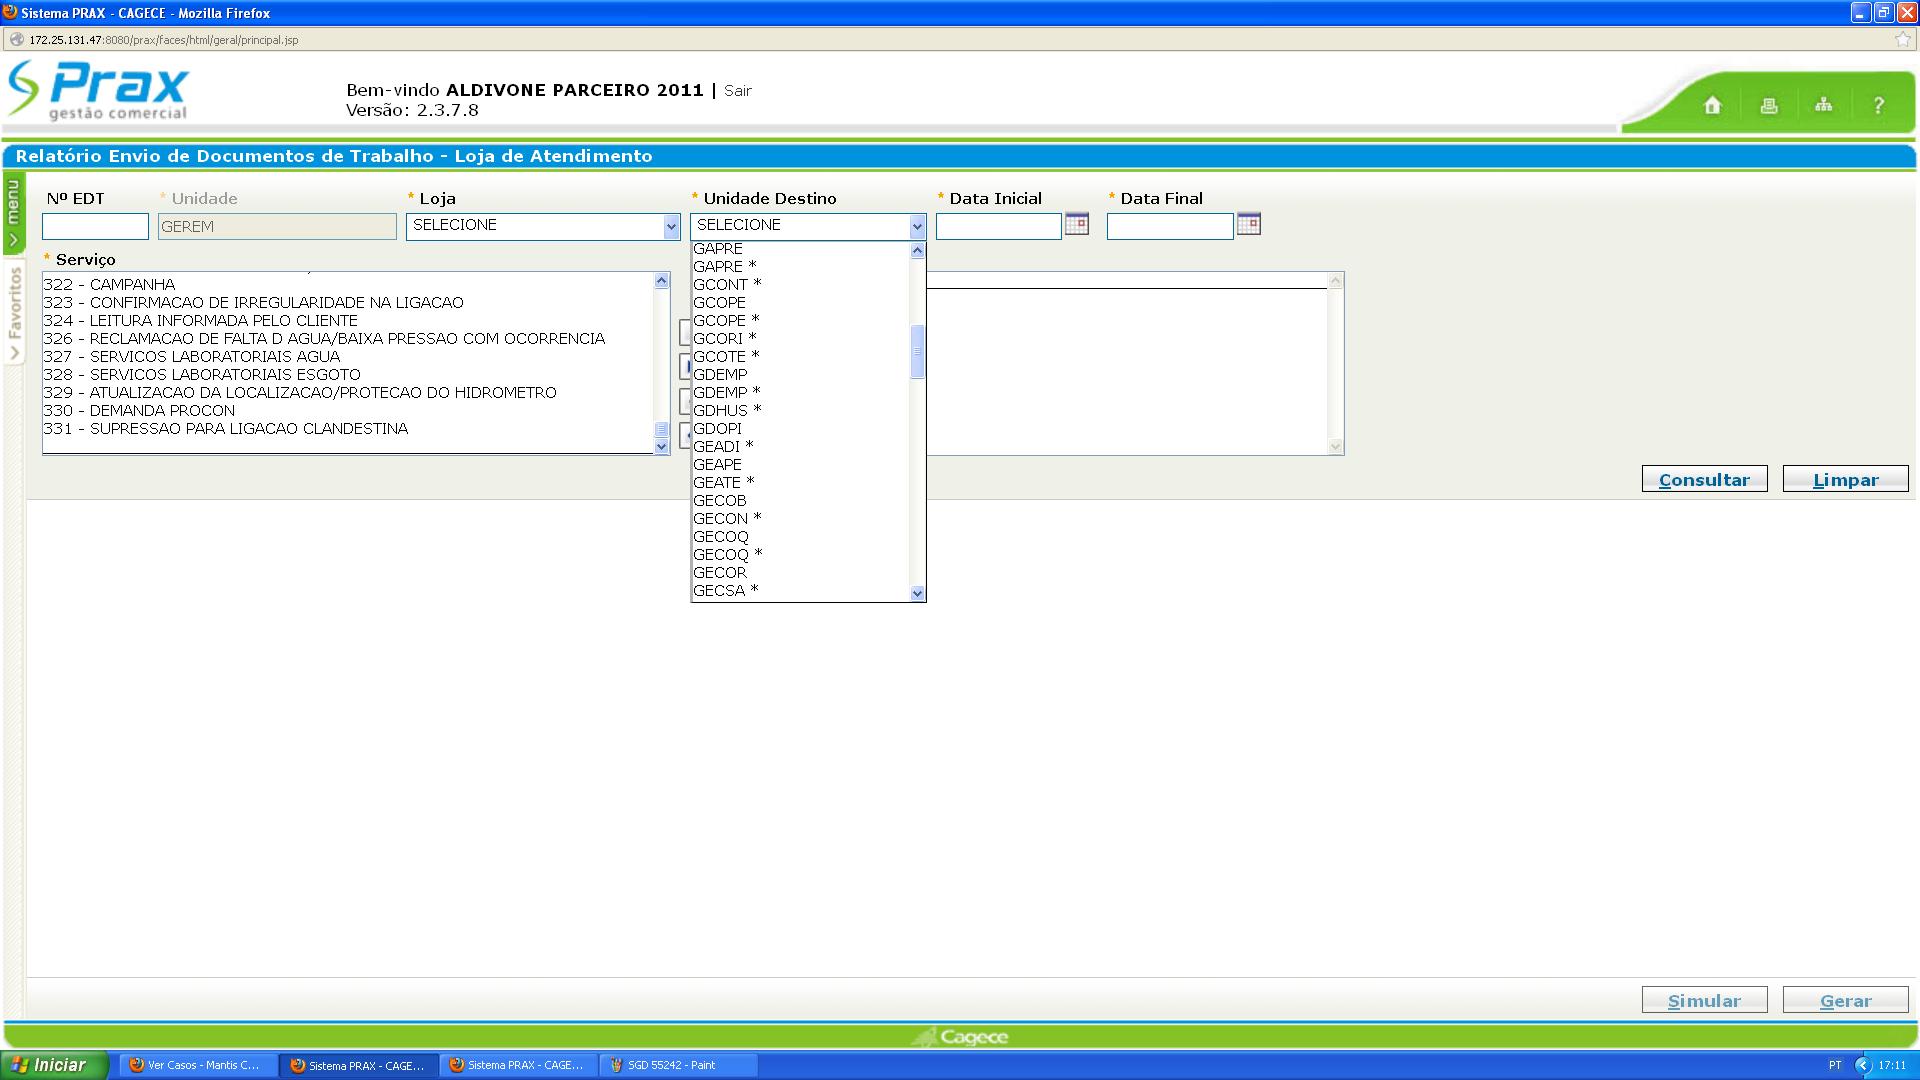 Sistema PRAX - CAGECE - Mozilla Firefox
172.25.131.47:8080/prax/faces/html/geral/principal.jsp
Prax
gestão comercial
Bem-vindo ALDIVONE PARCEIRO 2011 | Sair
Versão: 2.3.7.8
?
Relatório Envio de Documentos de Trabalho - Loja de Atendimento
menu
Favoritos
Nº EDT * Unidade * Loja * Unidade Destino * Data Inicial * Data Final
GEREM SELECIONE SELECIONE
* Serviço
322 - CAMPANHA
323 - CONFIRMACAO DE IRREGULARIDADE NA LIGACAO
324 - LEITURA INFORMADA PELO CLIENTE
326 - RECLAMACAO DE FALTA D AGUA/BAIXA PRESSAO COM OCORRENCIA
327 - SERVICOS LABORATORIAIS AGUA
328 - SERVICOS LABORATORIAIS ESGOTO
329 - ATUALIZACAO DA LOCALIZACAO/PROTECAO DO HIDROMETRO
330 - DEMANDA PROCON
331 - SUPRESSAO PARA LIGACAO CLANDESTINA
GAPRE
GAPRE *
GCONT *
GCOPE
GCOPE *
GCORI *
GCOTE *
GDEMP
GDEMP *
GDHUS *
GDOPI
GEADI *
GEAPE
GEATE *
GECOB
GECON *
GECOQ
GECOQ *
GECOR
GECSA *
Consultar Limpar
Simular Gerar
Cagece
Iniciar Ver Casos - Mantis C... Sistema PRAX - CAGE... Sistema PRAX - CAGE... SGD 55242 - Paint PT 17:11